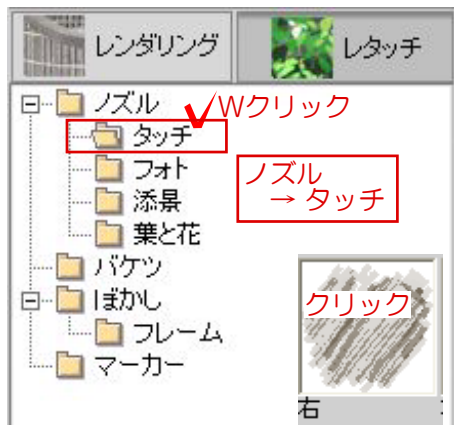 レンダリング
レタッチ
ノズル
Wクリック
タッチ
フォト
添景
葉と花
バケツ
ぼかし
フレーム
マーカー
ノズル
→ タッチ
クリック
右